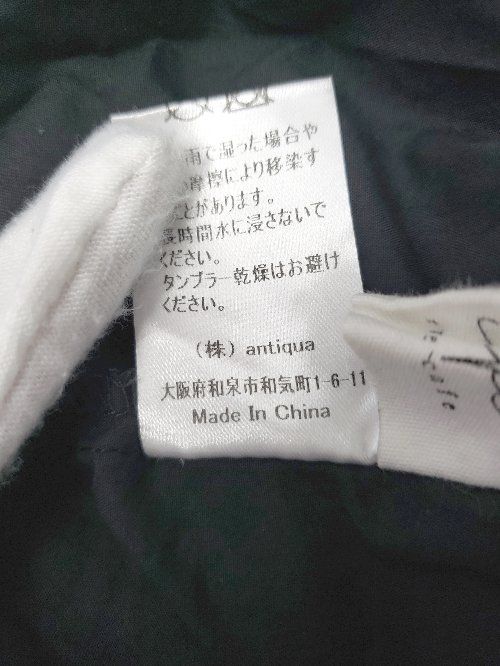 雨で湿った場合や
摩擦により移染す
ことがあります。
長時間水に浸さないで
ください。
タンブラー乾燥はお避け
ください。
(株) antiqua
大阪府和泉市和気町1-6-11
Made In China